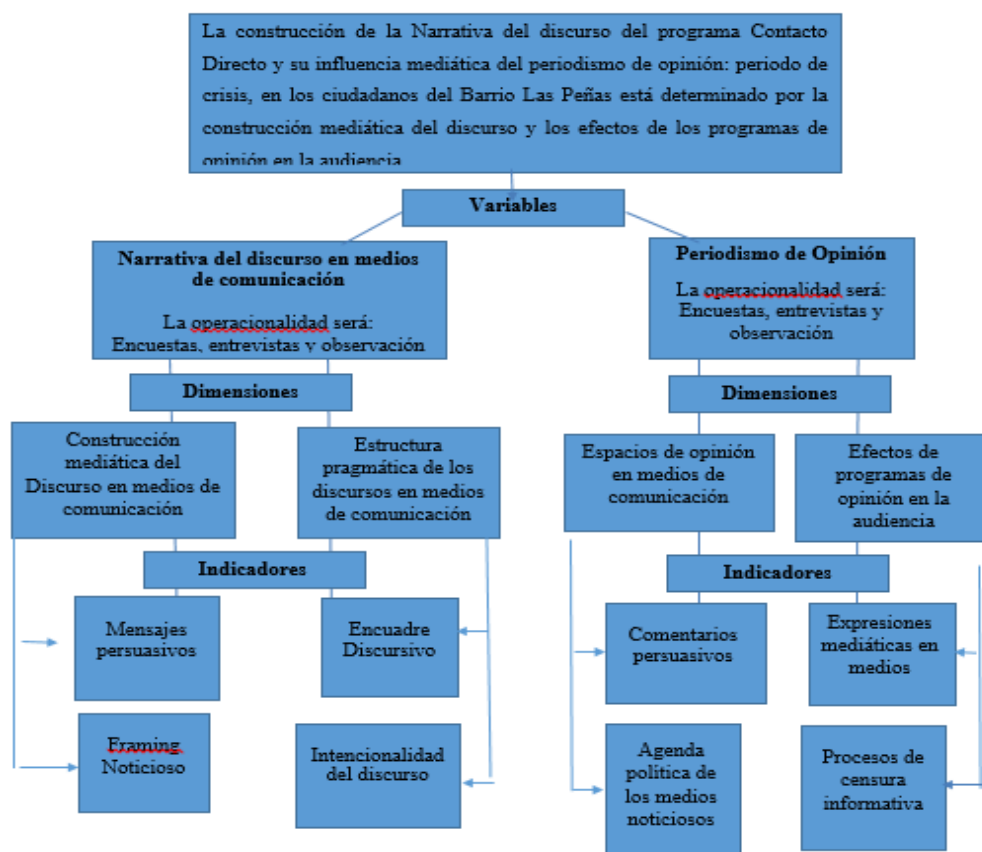 La construcción de la Narrativa del discurso del programa Contacto
Directo y su influencia mediática del periodismo de opinión: periodo de
crisis, en los ciudadanos del Barrio Las Peñas está determinado por la
construcción mediática del discurso y los efectos de los programas de
opinión en la audiencia
Variables
Narrativa del discurso en medios
de comunicación
La operacionalidad será:
Encuestas, entrevistas y observación
Periodismo de Opinión
La operacionalidad será:
Encuestas, entrevistas y
observación
Dimensiones
Dimensiones
Construcción
mediática del
Discurso en medios de
comunicación
Estructura
pragmática de los
discursos en medios
de comunicación
Espacios de opinión
en medios de
comunicación
Efectos de
programas de
opinión en la
audiencia
Indicadores
Indicadores
Mensajes
persuasivos
Encuadre
Discursivo
Comentarios
persuasivos
Expresiones
mediáticas en
medios
Framing
Noticioso
Intencionalidad
del discurso
Agenda
política de
los medios
noticiosos
Procesos de
censura
informativa